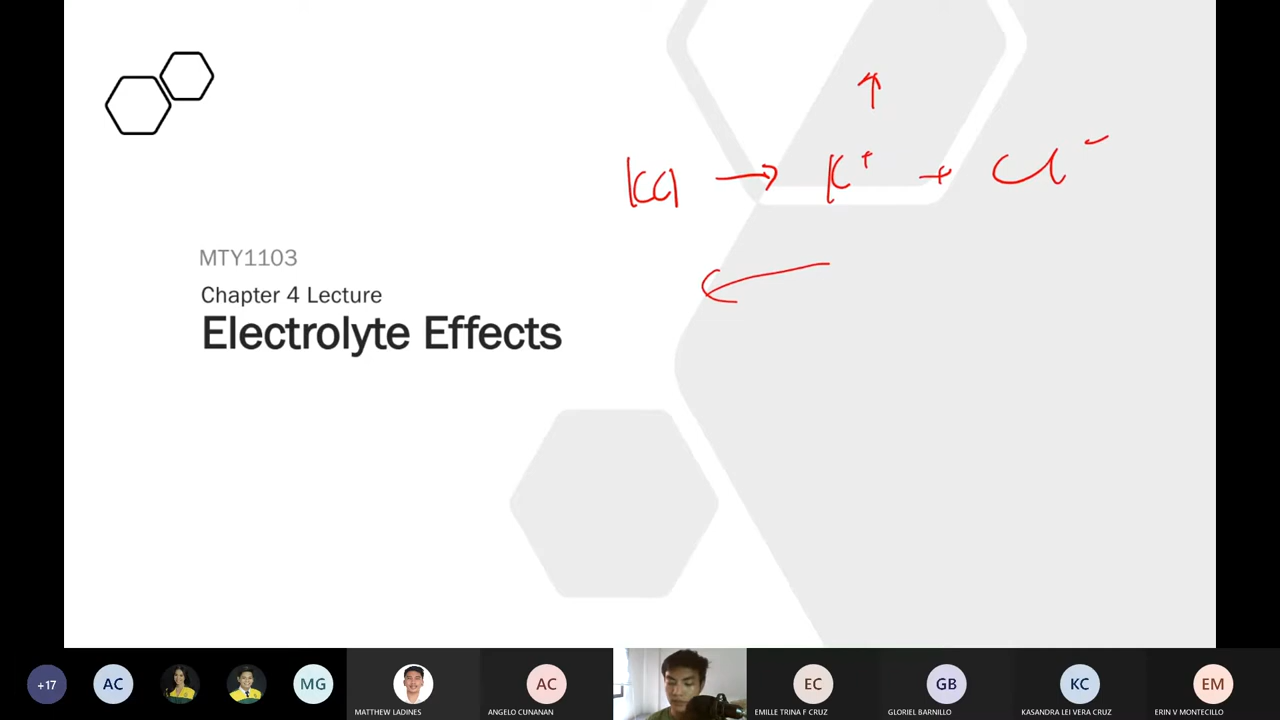 ↑
KCl → K⁺ + Cl⁻
←
MTY1103
Chapter 4 Lecture
Electrolyte Effects
+17
AC
MG
AC
EC
GB
KC
EM
MATTHEW LADINES
ANGELO CUNANAN
EMILLE TRINA F CRUZ
GLORIEL BARNILLO
KASANDRA LEI VERA CRUZ
ERIN V MONTECILLO